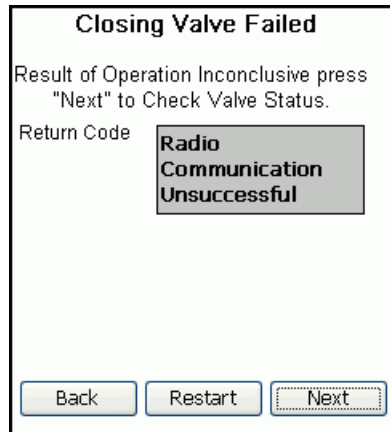 Closing Valve Failed
Result of Operation Inconclusive press
"Next" to Check Valve Status.
Return Code
Radio
Communication
Unsuccessful
Back
Restart
Next